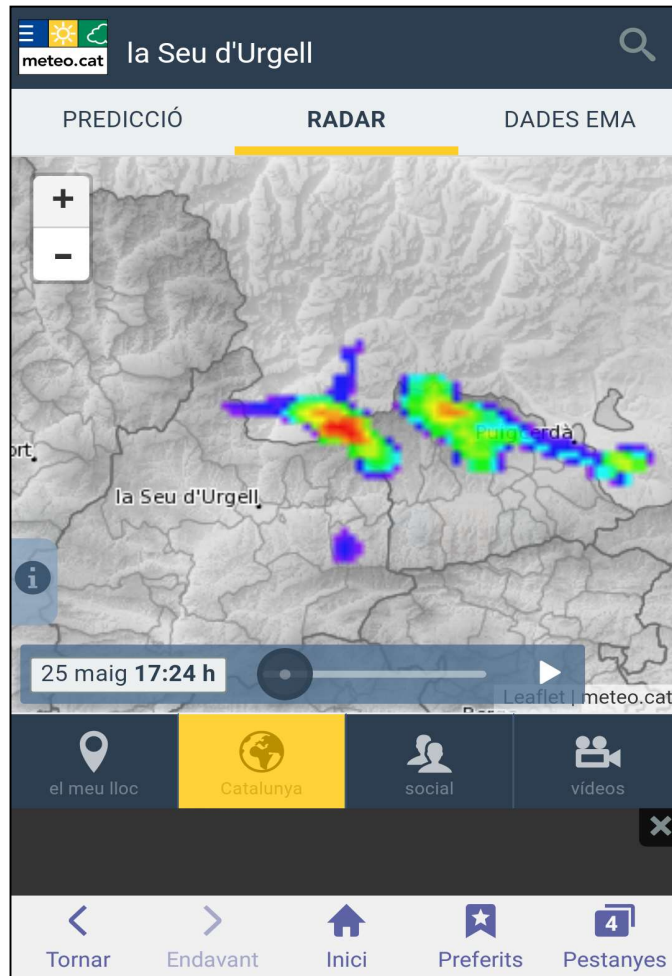 meteo.cat
la Seu d'Urgell
PREDICCIÓ
RADAR
DADES EMA
+
-
Puigcerdà
ort
la Seu d'Urgell
i
25 maig 17:24 h
Leaflet | meteo.cat
el meu lloc
Catalunya
social
vídeos
4
Tornar
Endavant
Inici
Preferits
Pestanyes